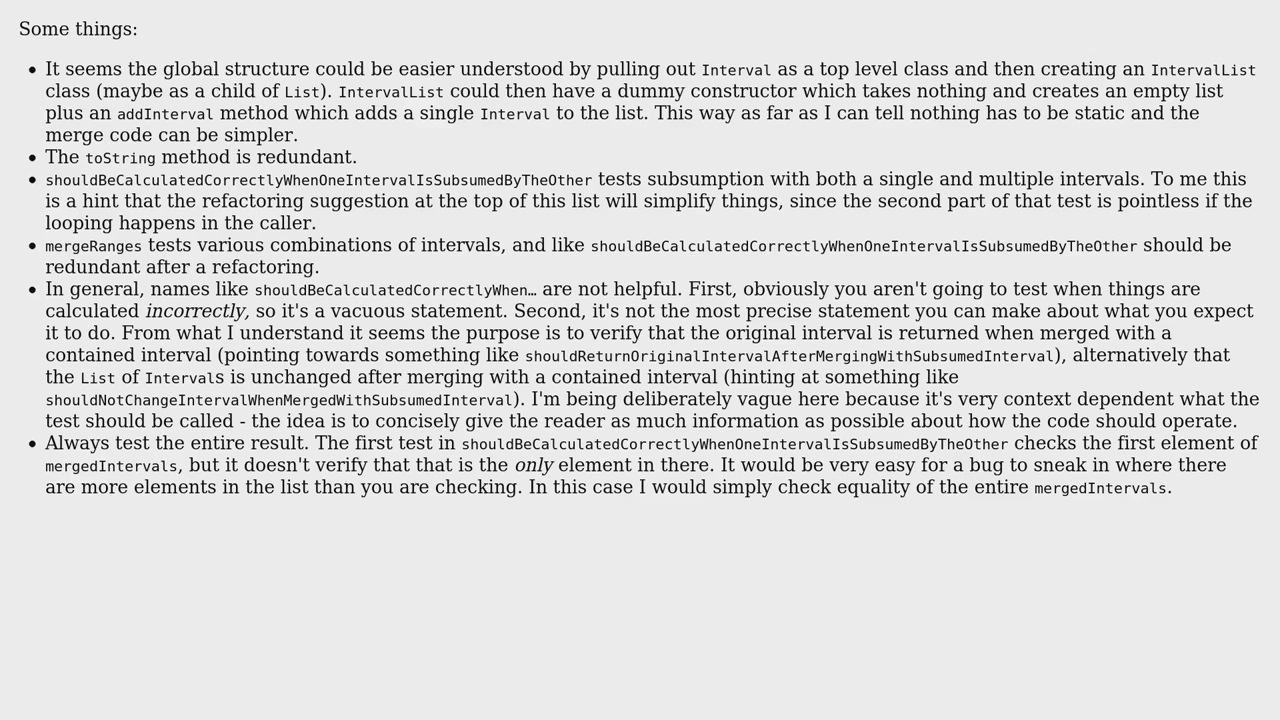 Some things:
• It seems the global structure could be easier understood by pulling out Interval as a top level class and then creating an IntervalList
class (maybe as a child of List). IntervalList could then have a dummy constructor which takes nothing and creates an empty list
plus an addInterval method which adds a single Interval to the list. This way as far as I can tell nothing has to be static and the
merge code can be simpler.
• The toString method is redundant.
• shouldBeCalculatedCorrectlyWhenOneIntervalIsSubsumedByTheOther tests subsumption with both a single and multiple intervals. To me this
is a hint that the refactoring suggestion at the top of this list will simplify things, since the second part of that test is pointless if the
looping happens in the caller.
• mergeRanges tests various combinations of intervals, and like shouldBeCalculatedCorrectlyWhenOneIntervalIsSubsumedByTheOther should be
redundant after a refactoring.
• In general, names like shouldBeCalculatedCorrectlyWhen… are not helpful. First, obviously you aren't going to test when things are
calculated incorrectly, so it's a vacuous statement. Second, it's not the most precise statement you can make about what you expect
it to do. From what I understand it seems the purpose is to verify that the original interval is returned when merged with a
contained interval (pointing towards something like shouldReturnOriginalIntervalAfterMergingWithSubsumedInterval), alternatively that
the List of Intervals is unchanged after merging with a contained interval (hinting at something like
shouldNotChangeIntervalWhenMergedWithSubsumedInterval). I'm being deliberately vague here because it's very context dependent what the
test should be called - the idea is to concisely give the reader as much information as possible about how the code should operate.
• Always test the entire result. The first test in shouldBeCalculatedCorrectlyWhenOneIntervalIsSubsumedByTheOther checks the first element of
mergedIntervals, but it doesn't verify that that is the only element in there. It would be very easy for a bug to sneak in where there
are more elements in the list than you are checking. In this case I would simply check equality of the entire mergedIntervals.